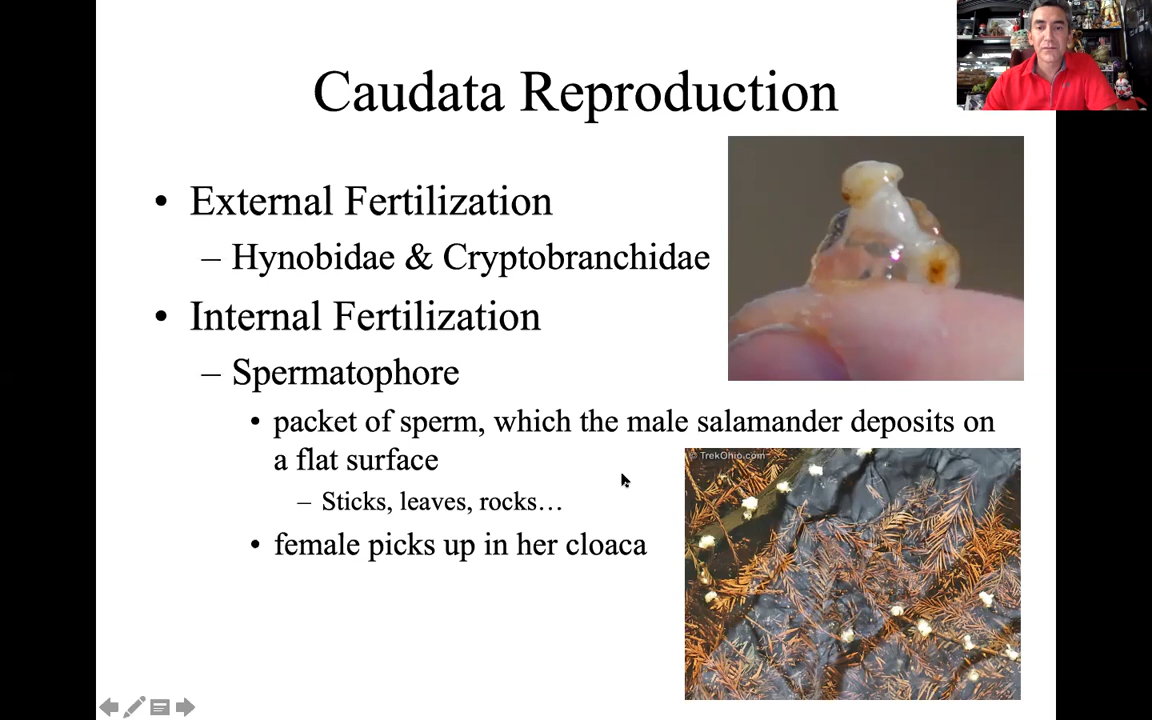 Caudata Reproduction
• External Fertilization
– Hynobidae & Cryptobranchidae
• Internal Fertilization
– Spermatophore
• packet of sperm, which the male salamander deposits on
a flat surface
© TrekOhio.com
– Sticks, leaves, rocks…
• female picks up in her cloaca